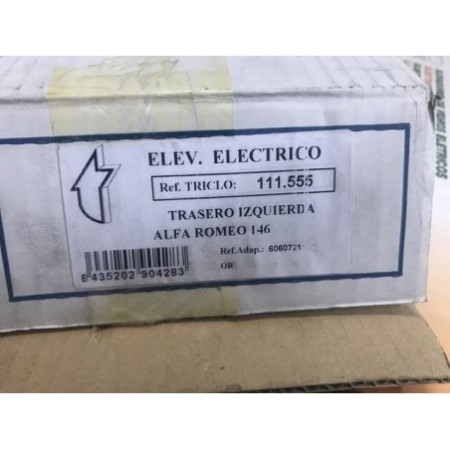 ELEV. ELECTRICO
Ref. TRICLO: 111.555
TRASERO IZQUIERDA
ALFA ROMEO 146
Ref.Adap.: 6060721
OR
8 435202 904283